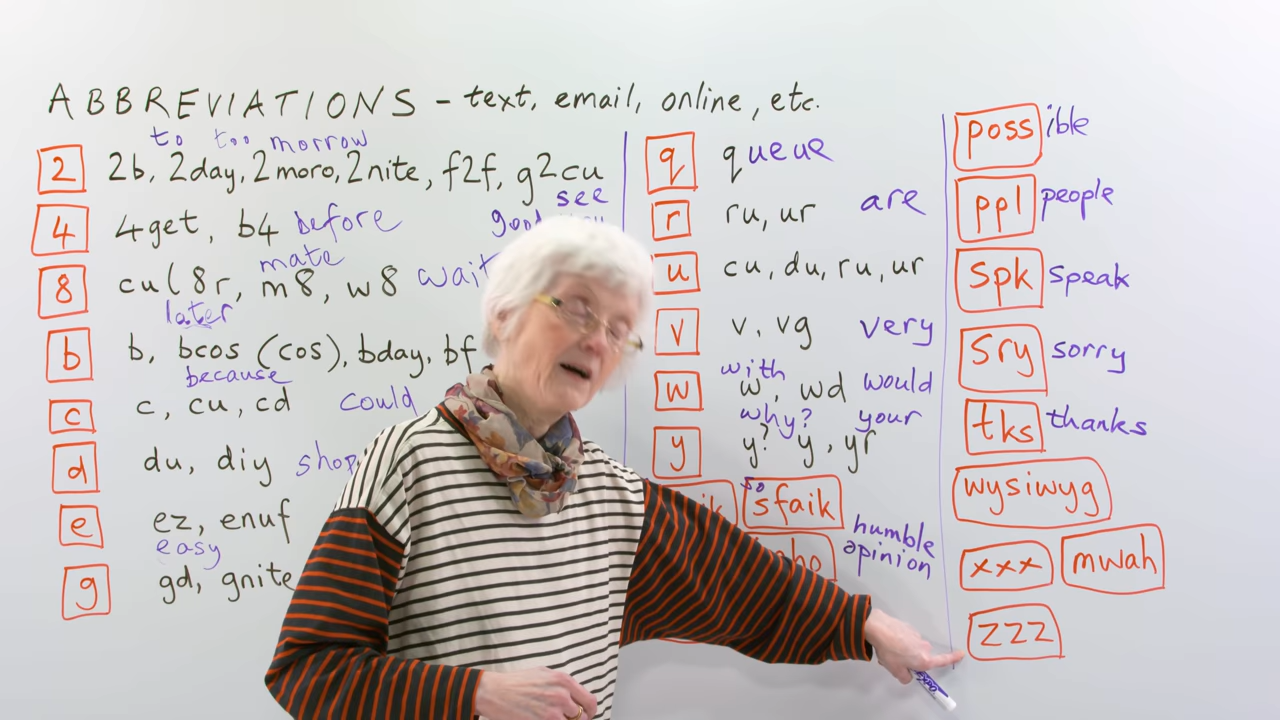 ABBREVIATIONS - text, email, online, etc.
to too morrow
2 2b, 2day, 2moro, 2nite, f2f, g2cu
see
4 4get, b4 before
mate
8 cul8r, m8, w8 wait
later
b b, bcos (cos), bday, bf
because
c c, cu, cd could
d du, diy shop
e ez, enuf
easy
g gd, gnite
q queue
r ru, ur are
u cu, du, ru, ur
v v, vg very
with
w w, wd would
why? your
y y? y, yr
so
sfaik
humble
opinion
possible
ppl people
spk speak
sry sorry
tks thanks
wysiwyg
xxx mwah
zzz